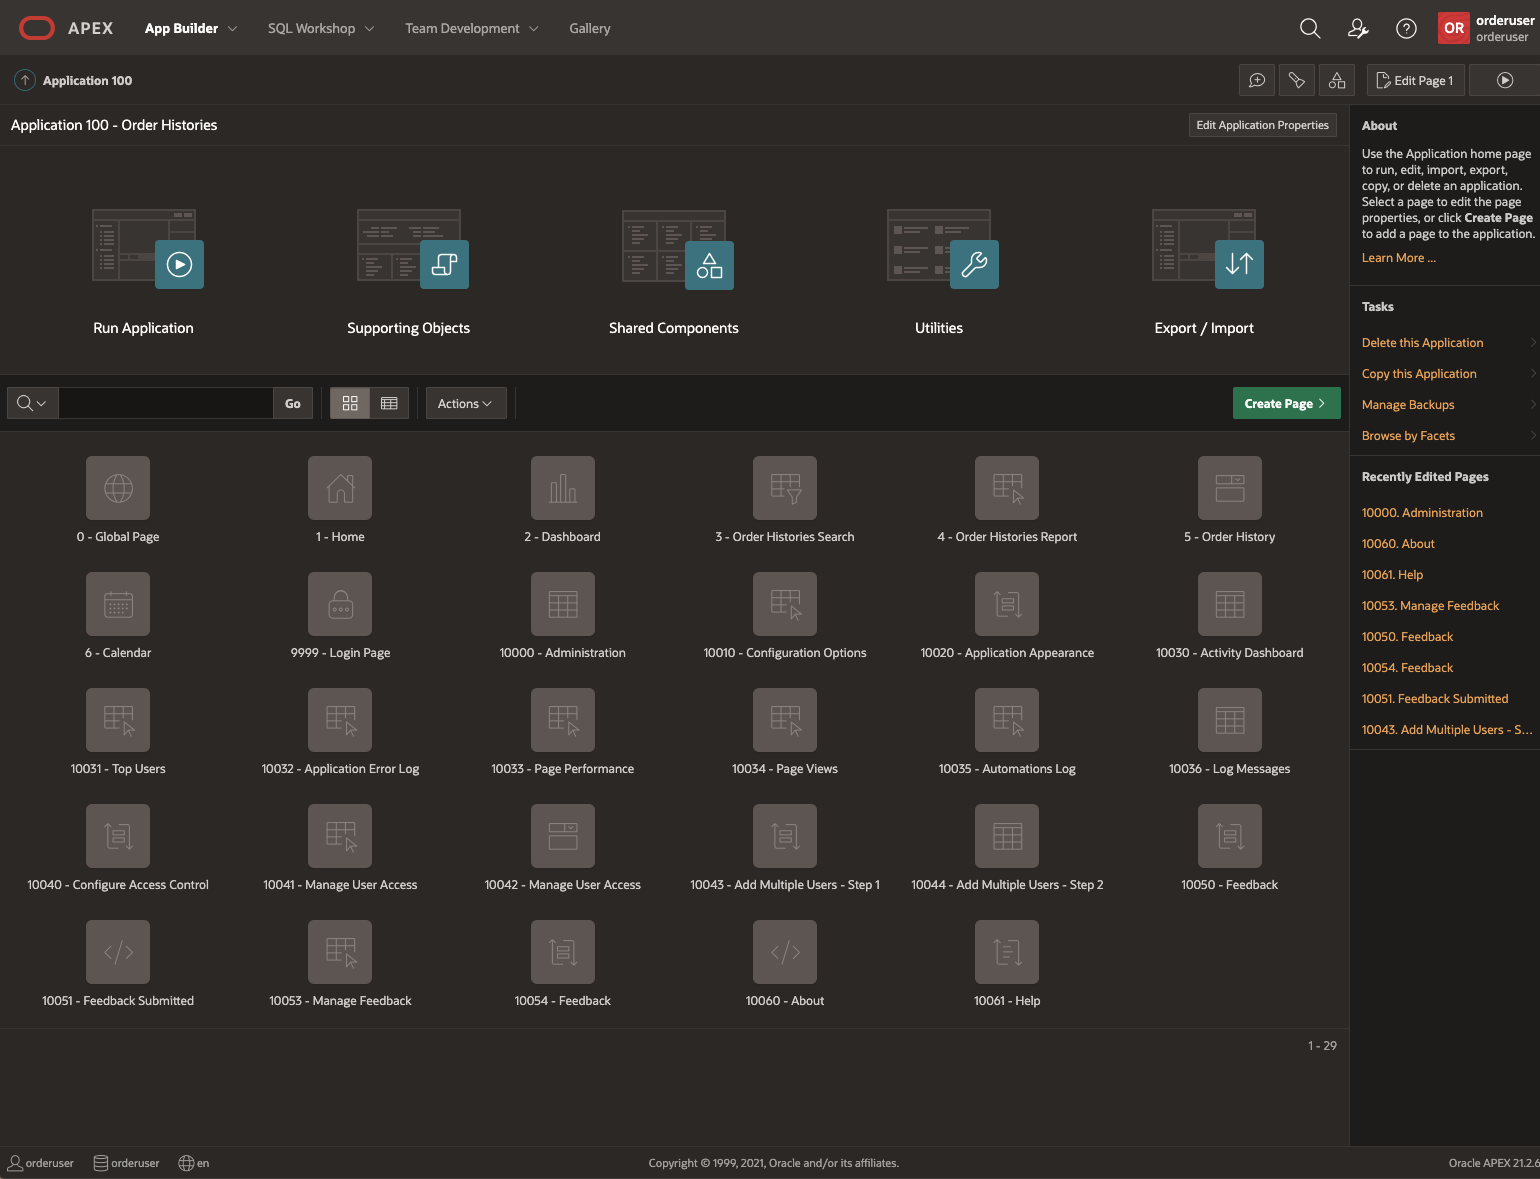 APEX
App Builder
SQL Workshop
Team Development
Gallery
OR
orderuser
orderuser
Application 100
Edit Page 1
Application 100 - Order Histories
Edit Application Properties
Run Application
Supporting Objects
Shared Components
Utilities
Export / Import
Go
Actions
Create Page
0 - Global Page
1 - Home
2 - Dashboard
3 - Order Histories Search
4 - Order Histories Report
5 - Order History
6 - Calendar
9999 - Login Page
10000 - Administration
10010 - Configuration Options
10020 - Application Appearance
10030 - Activity Dashboard
10031 - Top Users
10032 - Application Error Log
10033 - Page Performance
10034 - Page Views
10035 - Automations Log
10036 - Log Messages
10040 - Configure Access Control
10041 - Manage User Access
10042 - Manage User Access
10043 - Add Multiple Users - Step 1
10044 - Add Multiple Users - Step 2
10050 - Feedback
10051 - Feedback Submitted
10053 - Manage Feedback
10054 - Feedback
10060 - About
10061 - Help
1 - 29
About
Use the Application home page
to run, edit, import, export,
copy, or delete an application.
Select a page to edit the page
properties, or click Create Page
to add a page to the application.
Learn More ...
Tasks
Delete this Application
Copy this Application
Manage Backups
Browse by Facets
Recently Edited Pages
10000. Administration
10060. About
10061. Help
10053. Manage Feedback
10050. Feedback
10054. Feedback
10051. Feedback Submitted
10043. Add Multiple Users - S...
orderuser
orderuser
en
Copyright © 1999, 2021, Oracle and/or its affiliates.
Oracle APEX 21.2.6